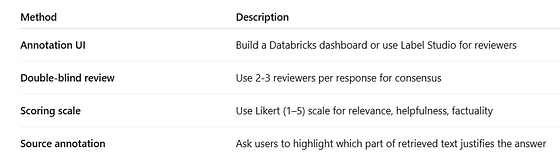 Method Description
Annotation UI Build a Databricks dashboard or use Label Studio for reviewers
Double-blind review Use 2-3 reviewers per response for consensus
Scoring scale Use Likert (1–5) scale for relevance, helpfulness, factuality
Source annotation Ask users to highlight which part of retrieved text justifies the answer